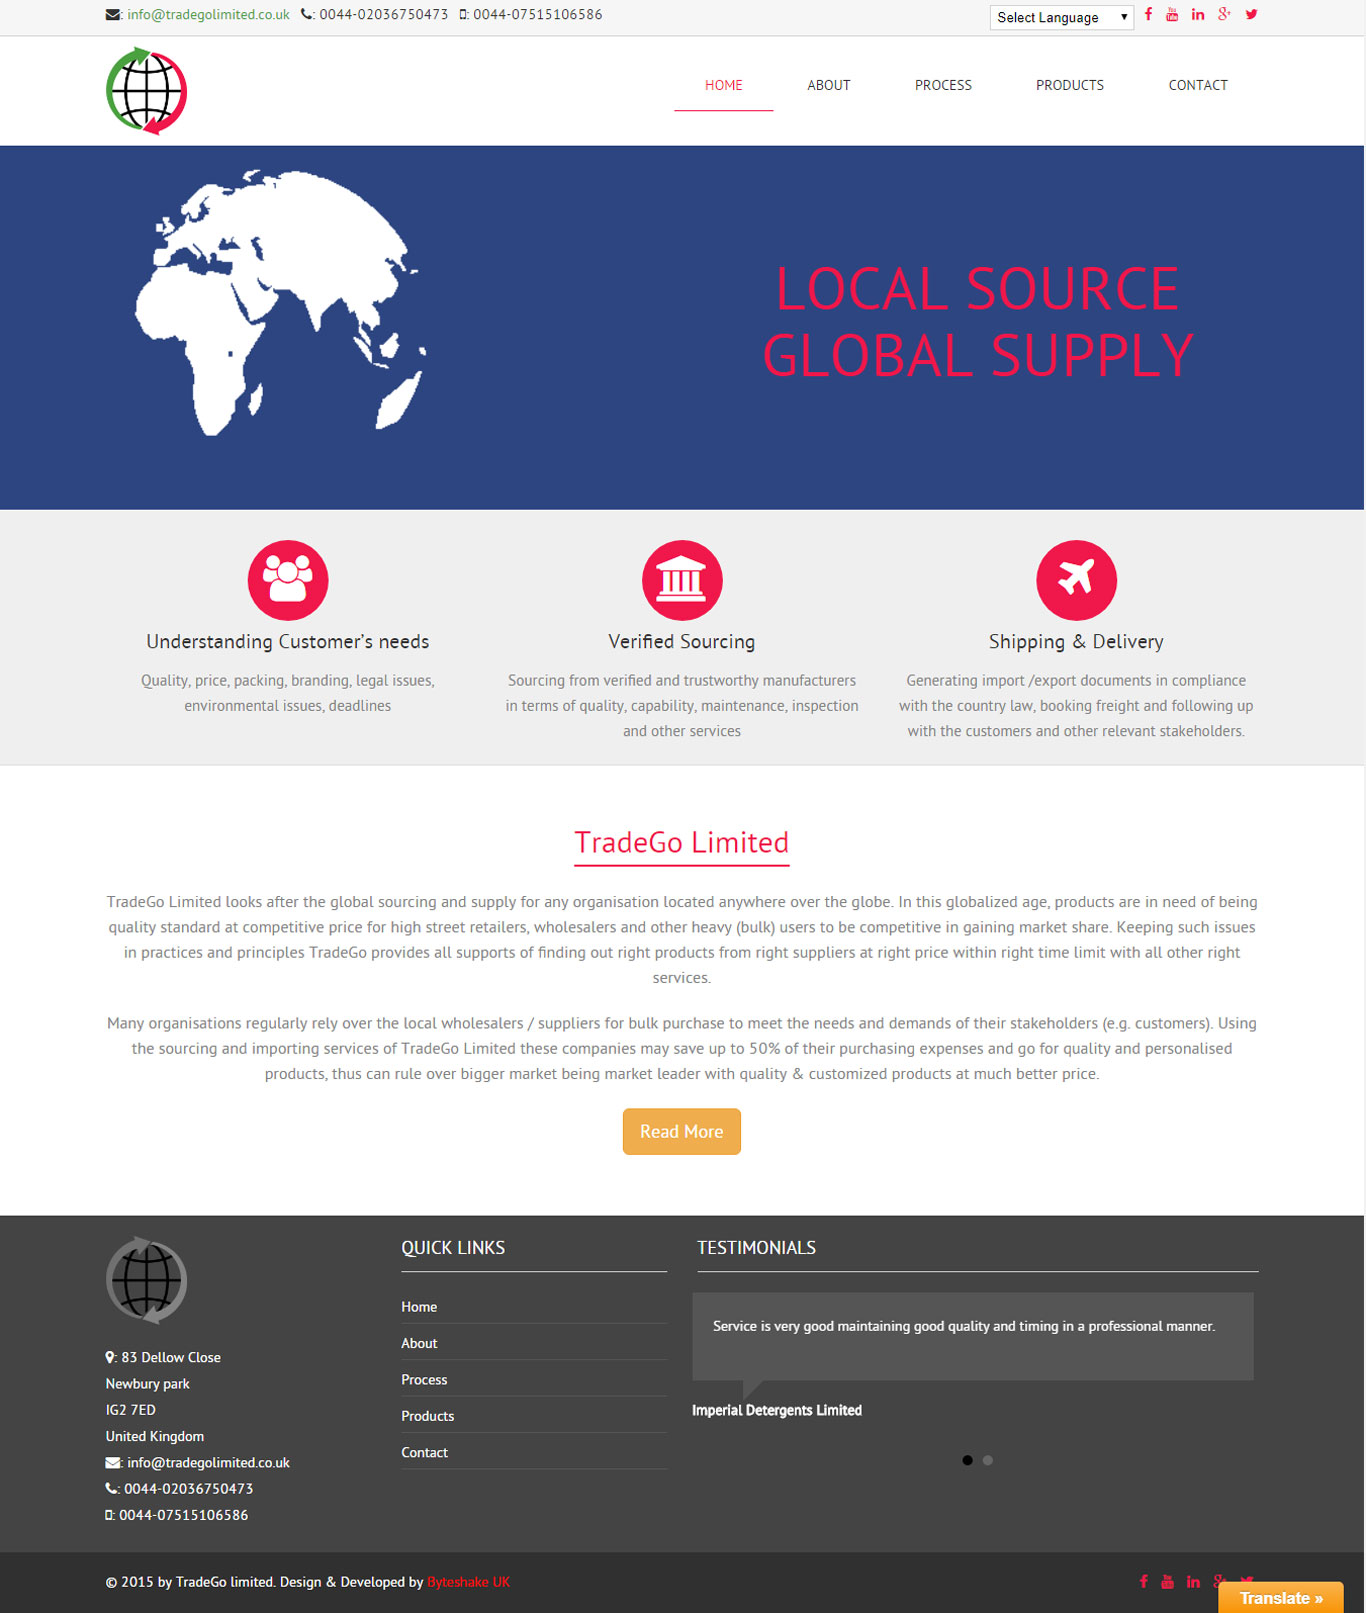 : info@tradegolimited.co.uk : 0044-02036750473 : 0044-07515106586
Select Language
HOME ABOUT PROCESS PRODUCTS CONTACT
LOCAL SOURCE
GLOBAL SUPPLY
Understanding Customer's needs
Quality, price, packing, branding, legal issues,
environmental issues, deadlines
Verified Sourcing
Sourcing from verified and trustworthy manufacturers
in terms of quality, capability, maintenance, inspection
and other services
Shipping & Delivery
Generating import /export documents in compliance
with the country law, booking freight and following up
with the customers and other relevant stakeholders.
TradeGo Limited
TradeGo Limited looks after the global sourcing and supply for any organisation located anywhere over the globe. In this globalized age, products are in need of being
quality standard at competitive price for high street retailers, wholesalers and other heavy (bulk) users to be competitive in gaining market share. Keeping such issues
in practices and principles TradeGo provides all supports of finding out right products from right suppliers at right price within right time limit with all other right
services.
Many organisations regularly rely over the local wholesalers / suppliers for bulk purchase to meet the needs and demands of their stakeholders (e.g. customers). Using
the sourcing and importing services of TradeGo Limited these companies may save up to 50% of their purchasing expenses and go for quality and personalised
products, thus can rule over bigger market being market leader with quality & customized products at much better price.
Read More
: 83 Dellow Close
Newbury park
IG2 7ED
United Kingdom
: info@tradegolimited.co.uk
: 0044-02036750473
: 0044-07515106586
QUICK LINKS
Home
About
Process
Products
Contact
TESTIMONIALS
Service is very good maintaining good quality and timing in a professional manner.
Imperial Detergents Limited
© 2015 by TradeGo limited. Design & Developed by Byteshake UK
Translate »